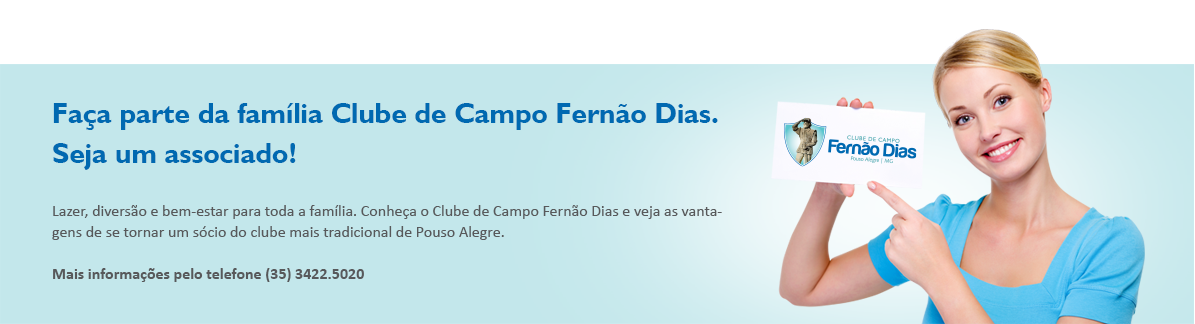 Faça parte da família Clube de Campo Fernão Dias.
Seja um associado!
Lazer, diversão e bem-estar para toda a família. Conheça o Clube de Campo Fernão Dias e veja as vanta-
gens de se tornar um sócio do clube mais tradicional de Pouso Alegre.
Mais informações pelo telefone (35) 3422.5020
CLUBE DE CAMPO
Fernão Dias
Pouso Alegre | MG